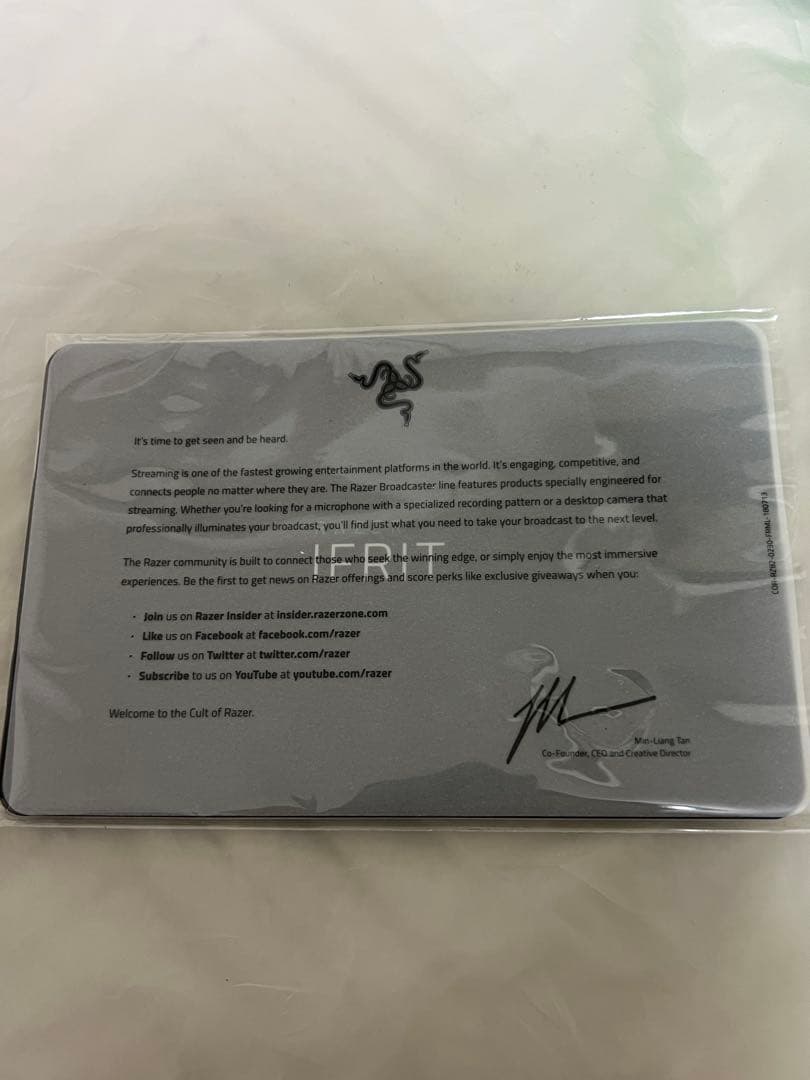 It's time to get seen and be heard.
Streaming is one of the fastest growing entertainment platforms in the world. It's engaging, competitive, and
connects people no matter where they are. The Razer Broadcaster line features products specially engineered for
streaming. Whether you're looking for a microphone with a specialized recording pattern or a desktop camera that
professionally illuminates your broadcast, you'll find just what you need to take your broadcast to the next level.
IFRIT
The Razer community is built to connect those who seek the winning edge, or simply enjoy the most immersive
experiences. Be the first to get news on Razer offerings and score perks like exclusive giveaways when you:
· Join us on Razer Insider at insider.razerzone.com
· Like us on Facebook at facebook.com/razer
· Follow us on Twitter at twitter.com/razer
· Subscribe to us on YouTube at youtube.com/razer
Welcome to the Cult of Razer.
Min-Liang Tan
Co-Founder, CEO and Creative Director